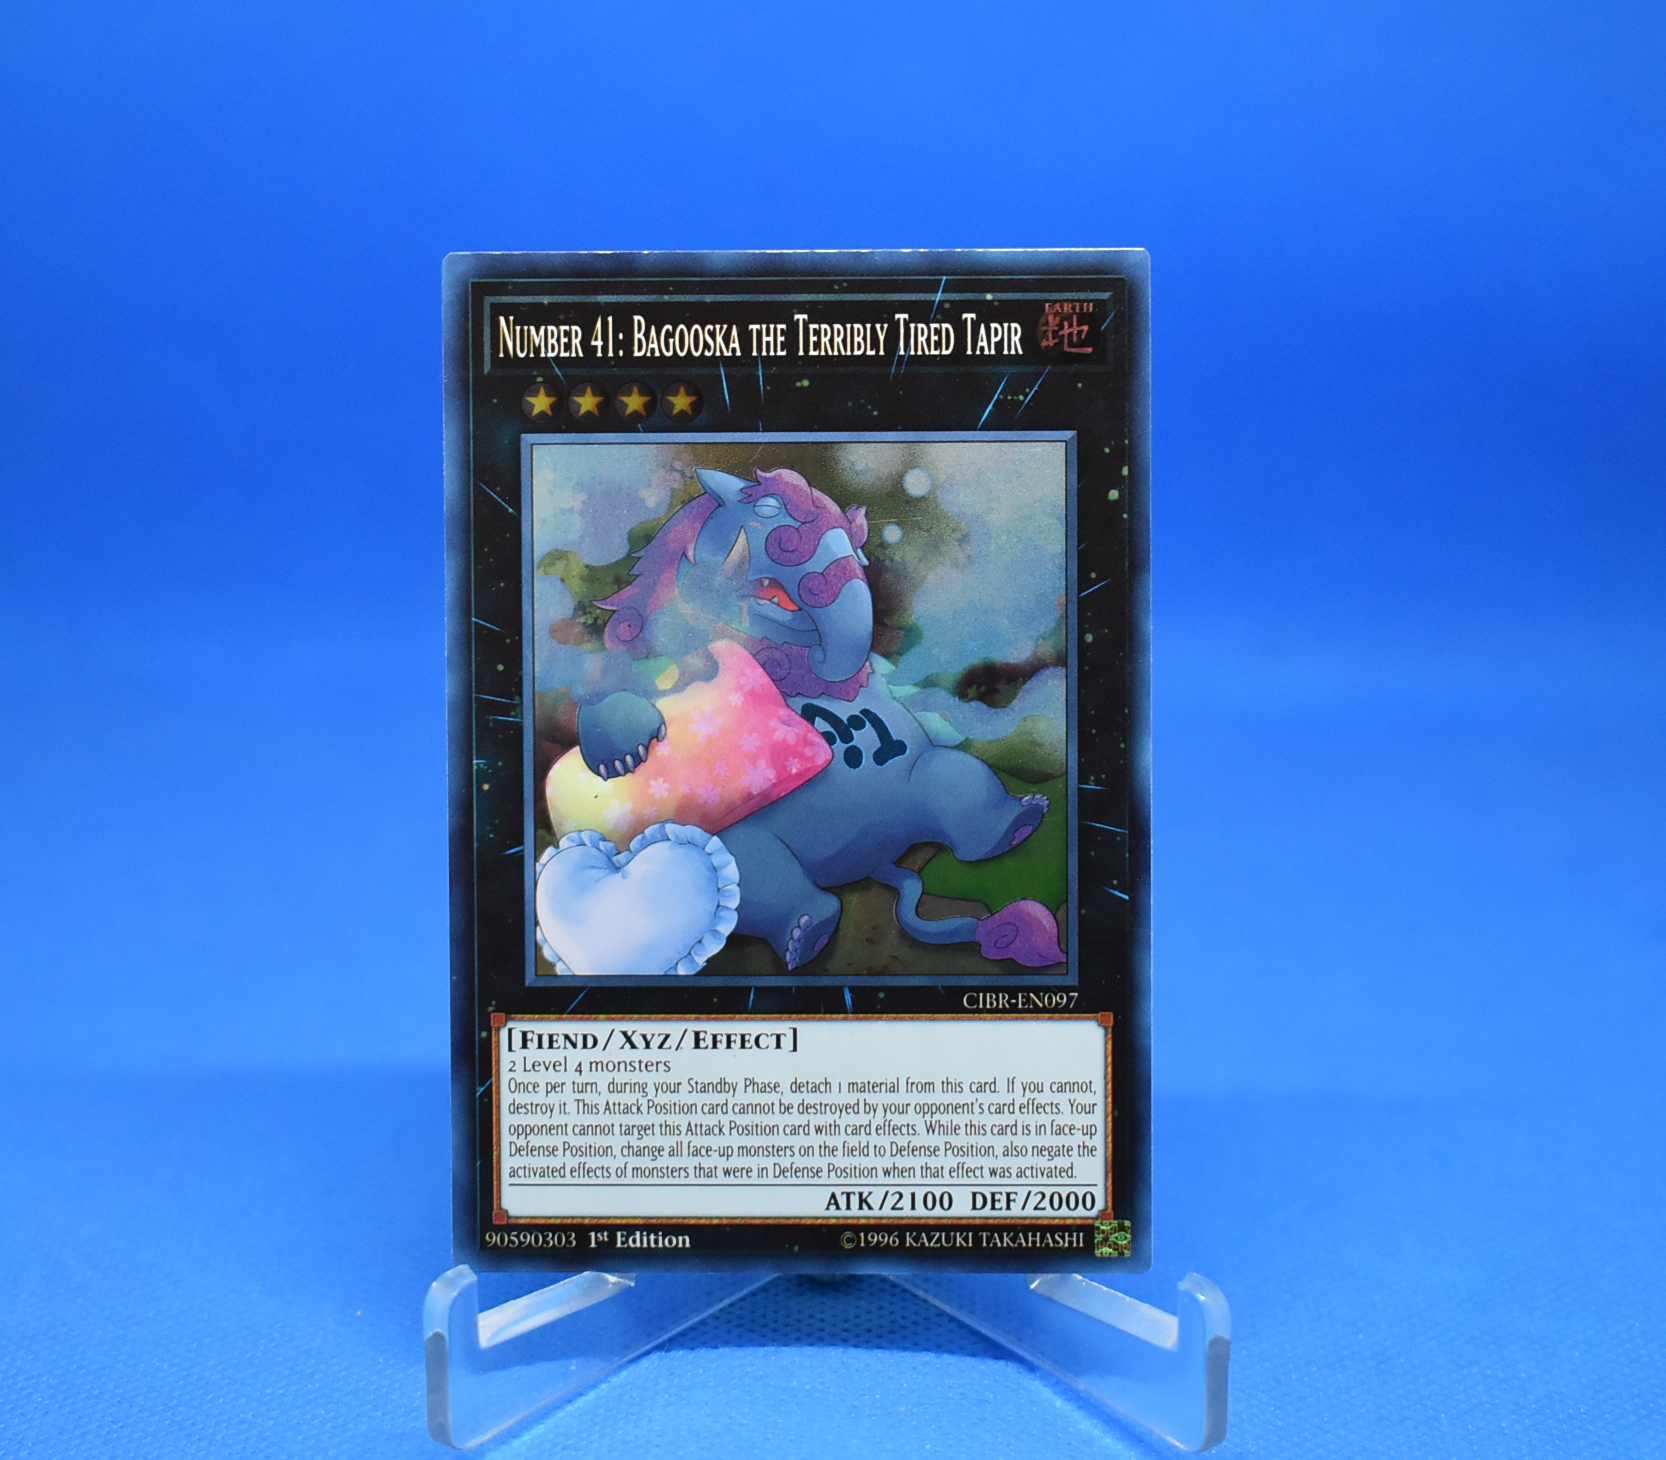 Number 41: Bagooska the Terribly Tired Tapir
EARTH
地
CIBR-EN097
[Fiend/Xyz/Effect]
2 Level 4 monsters
Once per turn, during your Standby Phase, detach 1 material from this card. If you cannot,
destroy it. This Attack Position card cannot be destroyed by your opponent's card effects. Your
opponent cannot target this Attack Position card with card effects. While this card is in face-up
Defense Position, change all face-up monsters on the field to Defense Position, also negate the
activated effects of monsters that were in Defense Position when that effect was activated.
ATK/2100 DEF/2000
90590303 1st Edition ©1996 KAZUKI TAKAHASHI